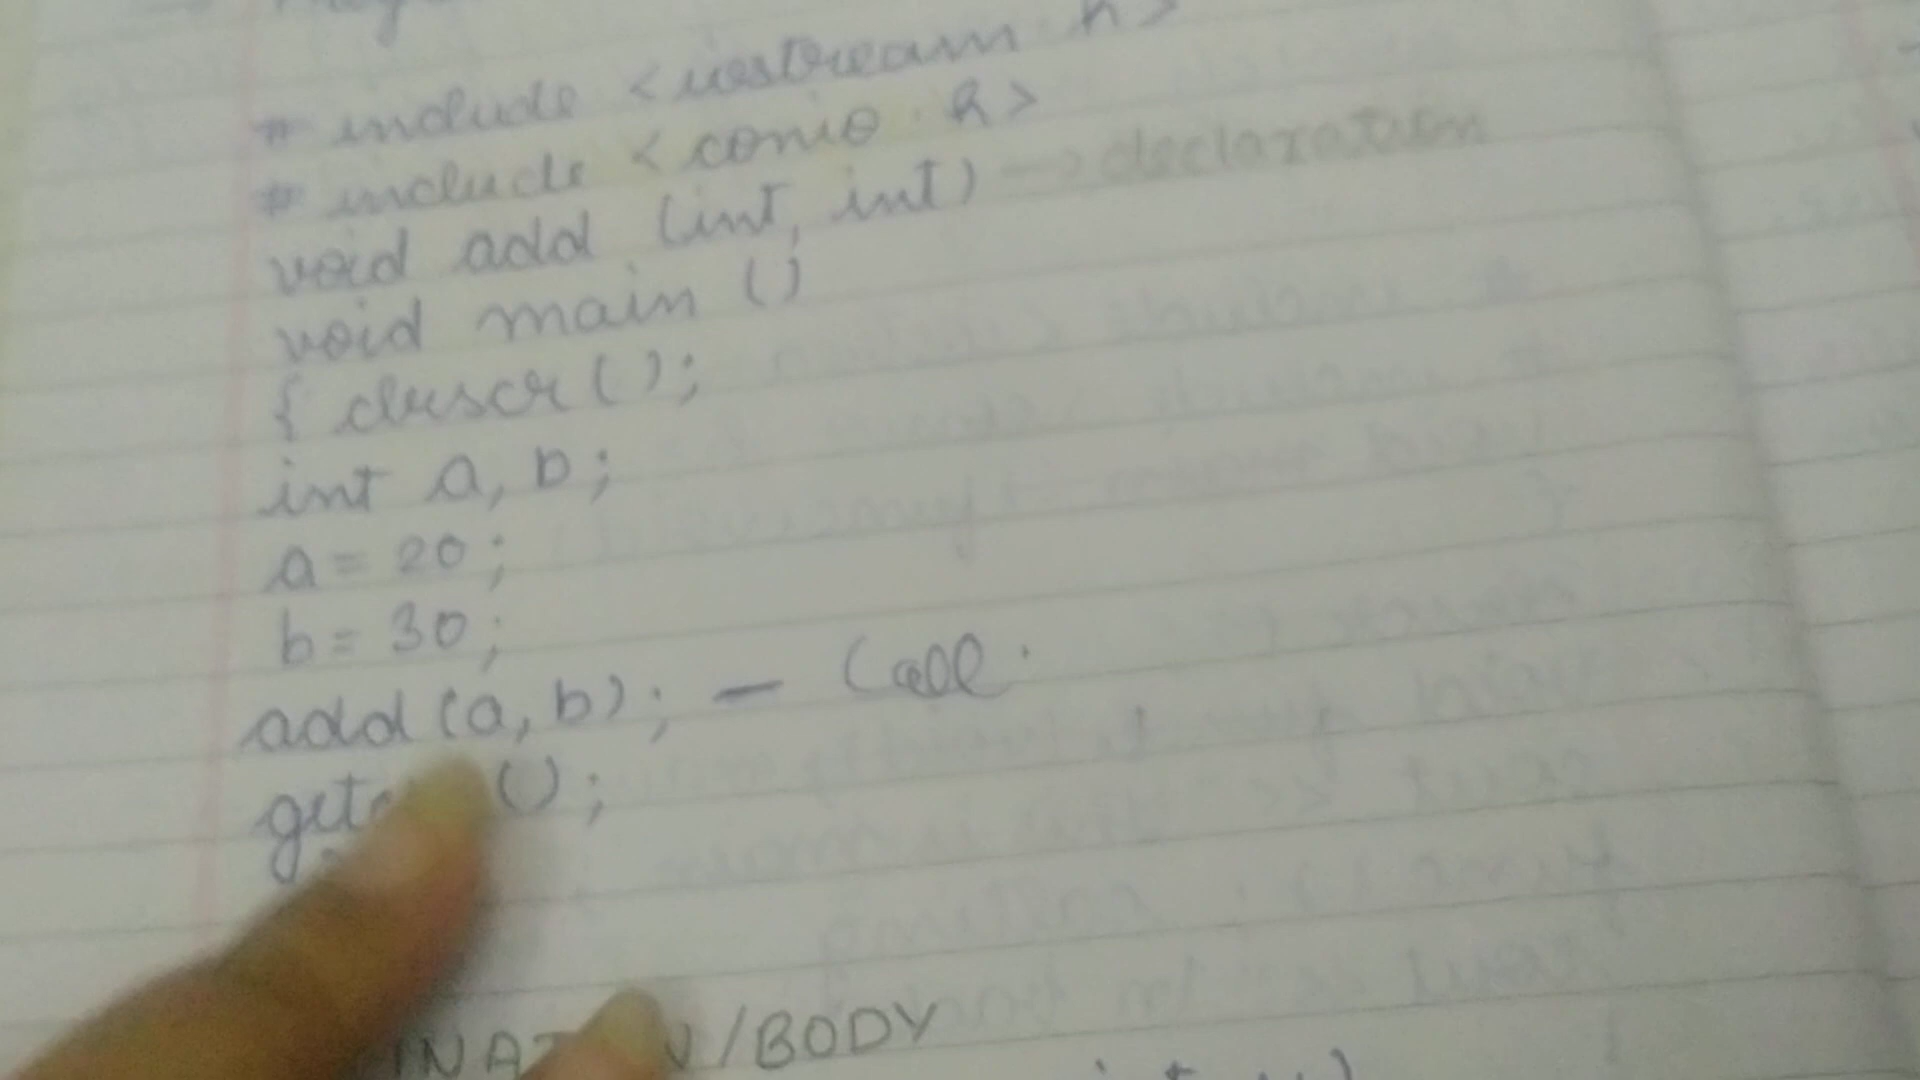 # include <iostream.h>
# include <conio.h>
void add (int, int) → declaration
void main ()
{ clrscr();
int a, b;
a = 20;
b = 30;
add (a, b); – Call.
();
/BODY